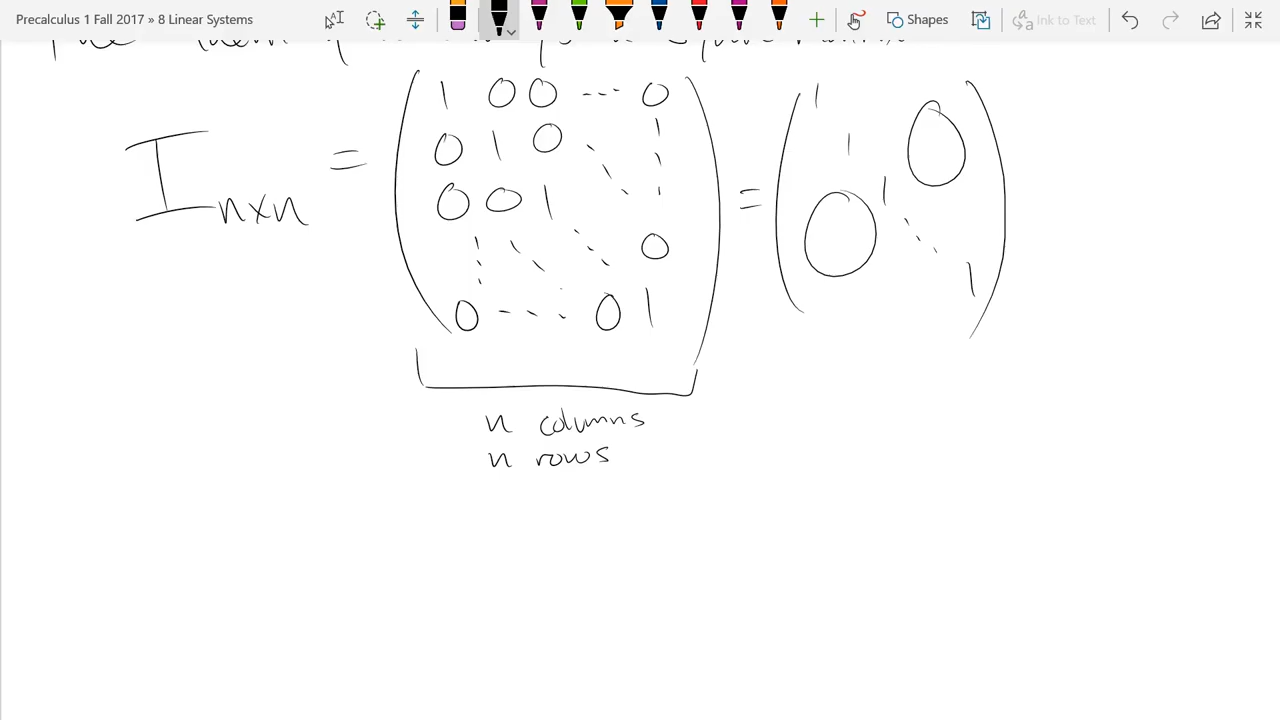 Precalculus 1 Fall 2017 » 8 Linear Systems
Shapes
Ink to Text
I n×n = ( 1 0 0 --- 0
0 1 0
0 0 1
0
0 --- 0 1 ) = ( 1
1
0
1
0
1 )
n columns
n rows